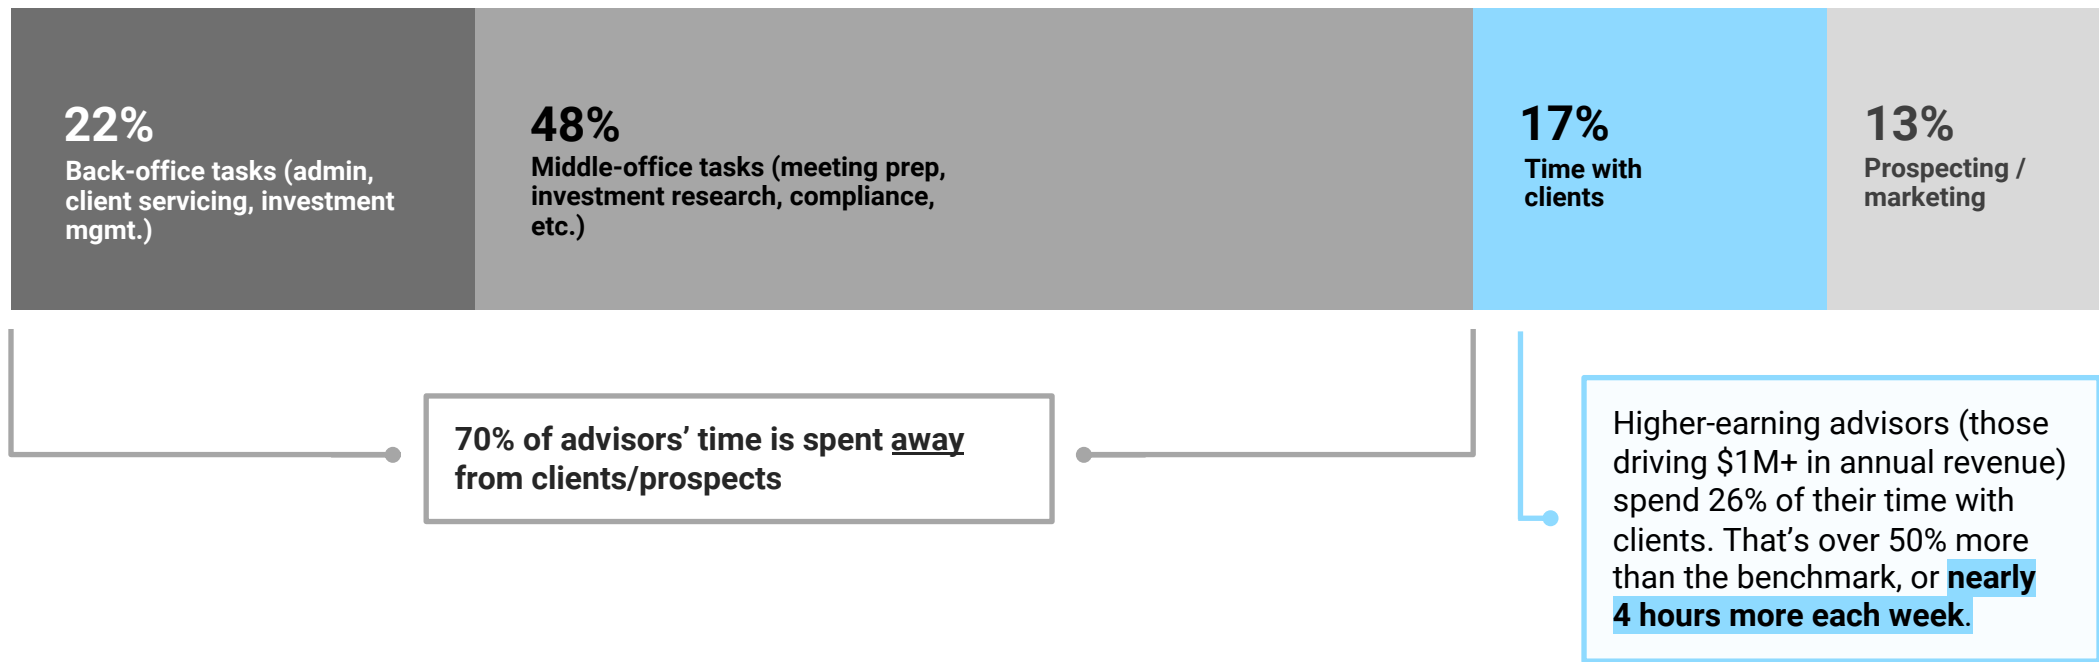 22%
Back-office tasks (admin,
client servicing, investment
mgmt.)
48%
Middle-office tasks (meeting prep,
investment research, compliance,
etc.)
17%
Time with
clients
13%
Prospecting /
marketing
70% of advisors’ time is spent away
from clients/prospects
Higher-earning advisors (those
driving $1M+ in annual revenue)
spend 26% of their time with
clients. That’s over 50% more
than the benchmark, or nearly
4 hours more each week.